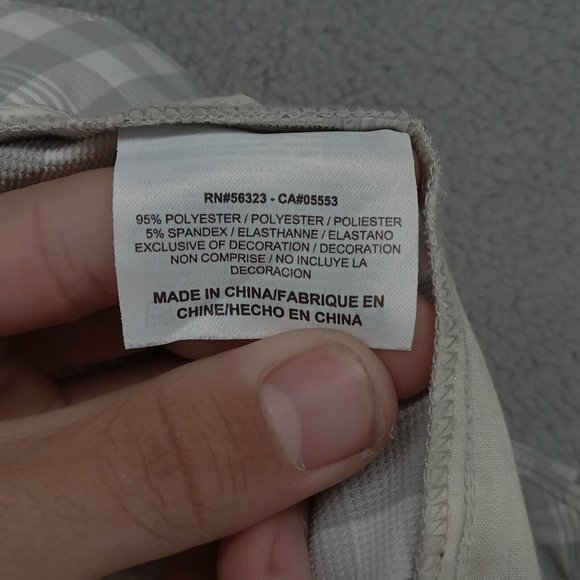 RN#56323 - CA#05553
95% POLYESTER / POLYESTER / POLIESTER
5% SPANDEX / ELASTHANNE / ELASTANO
EXCLUSIVE OF DECORATION / DECORATION
NON COMPRISE / NO INCLUYE LA
DECORACION
MADE IN CHINA/FABRIQUE EN
CHINE/HECHO EN CHINA